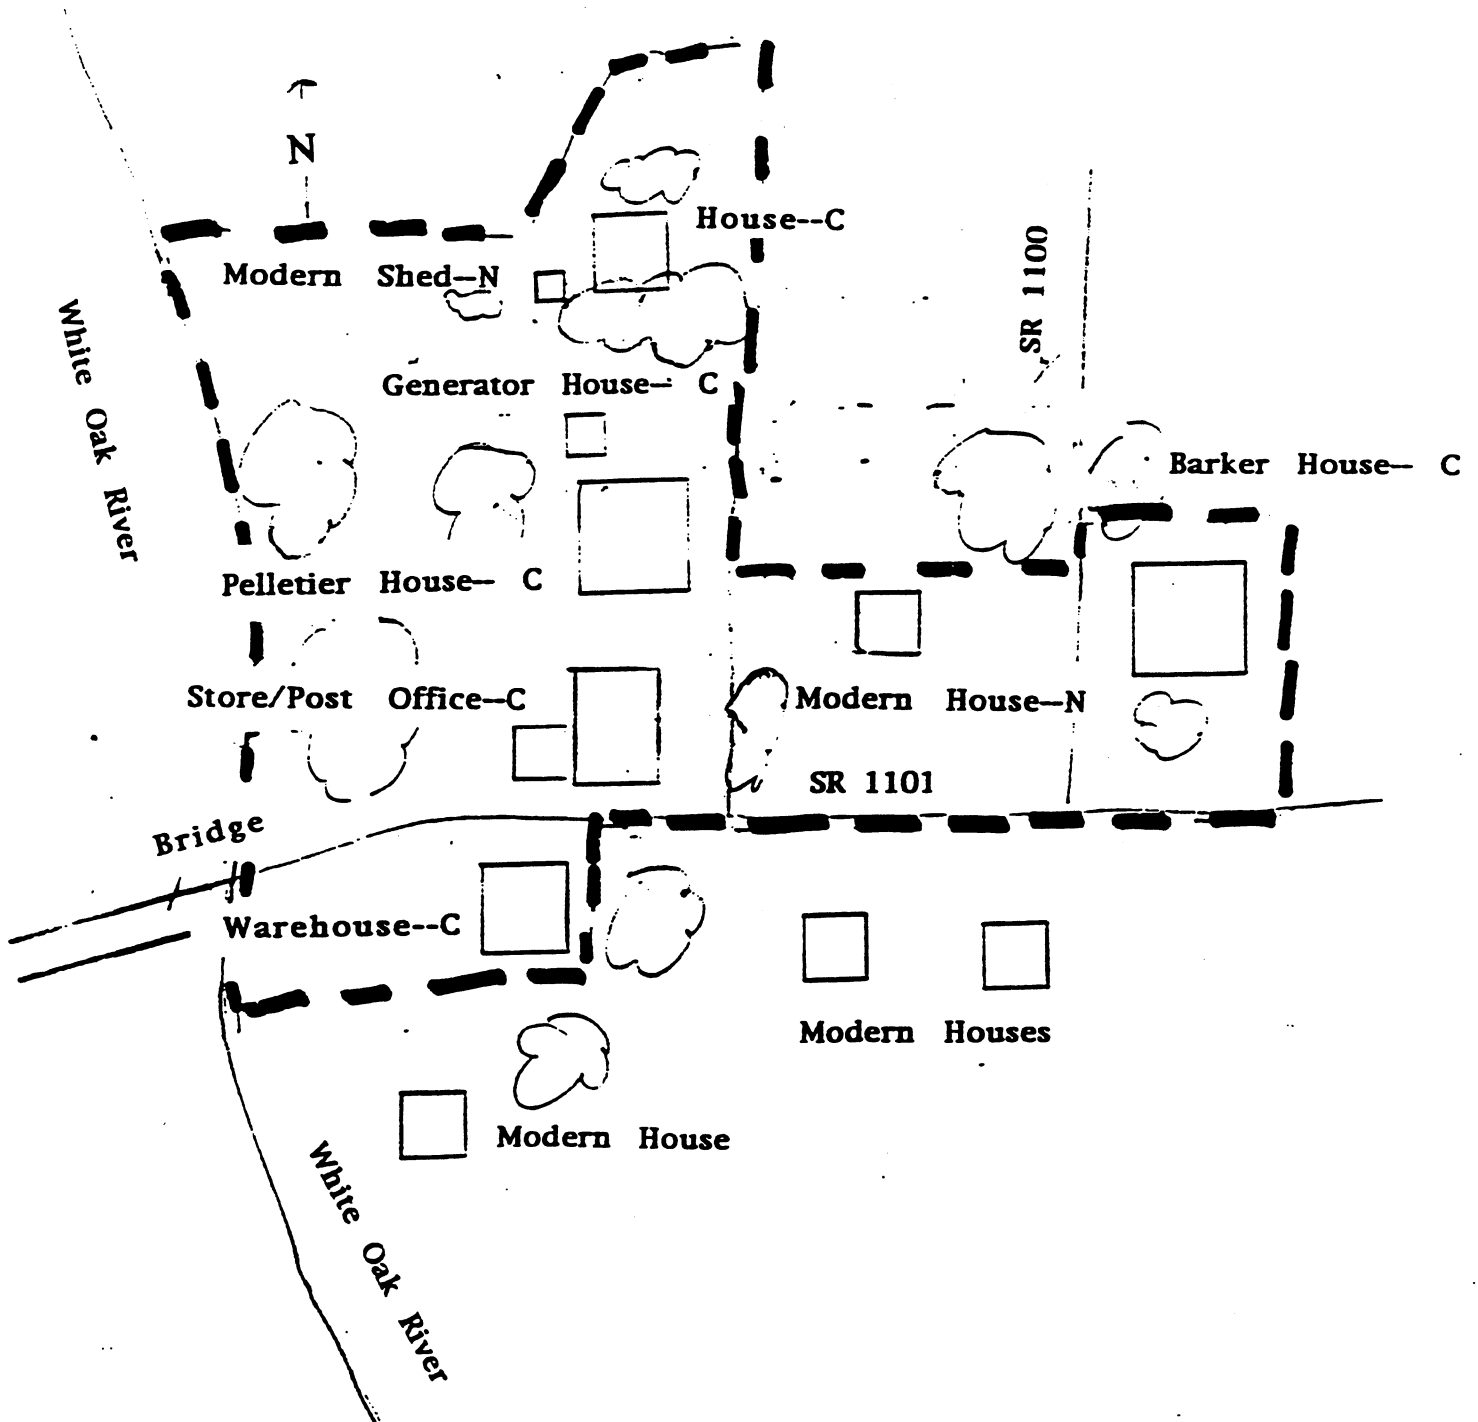 N
House--C
Modern Shed--N
SR 1100
White Oak River
Generator House-- C
Barker House-- C
Pelletier House-- C
Store/Post Office--C
Modern House--N
SR 1101
Bridge
Warehouse--C
Modern Houses
Modern House
White Oak River